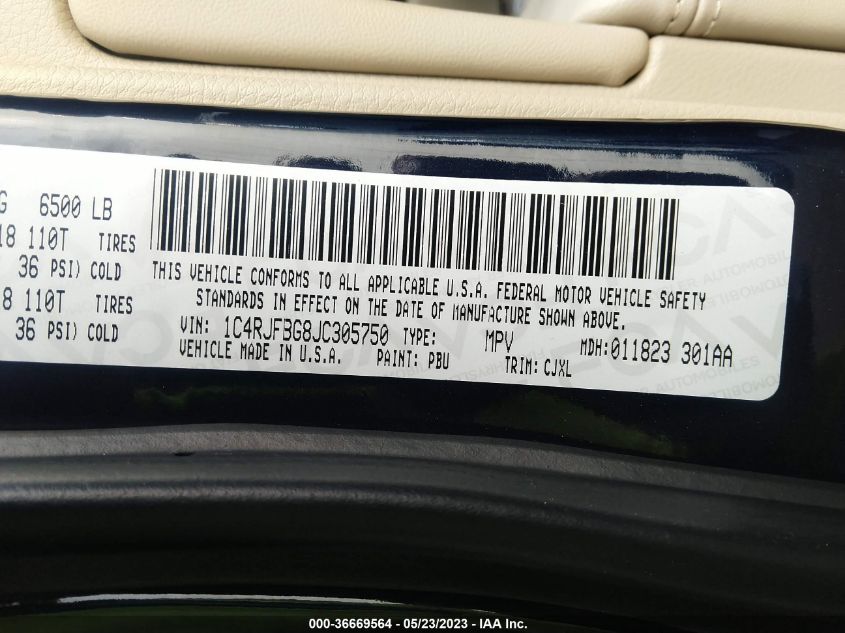 G 6500 LB
18 110T TIRES
36 PSI) COLD
8 110T TIRES
36 PSI) COLD
THIS VEHICLE CONFORMS TO ALL APPLICABLE U.S.A. FEDERAL MOTOR VEHICLE SAFETY
STANDARDS IN EFFECT ON THE DATE OF MANUFACTURE SHOWN ABOVE.
VIN: 1C4RJFBG8JC305750 TYPE: MPV MDH: 011823 301AA
VEHICLE MADE IN U.S.A. PAINT: PBU TRIM: CJXL
000-36669564 / 05/23/2023 - IAA Inc.